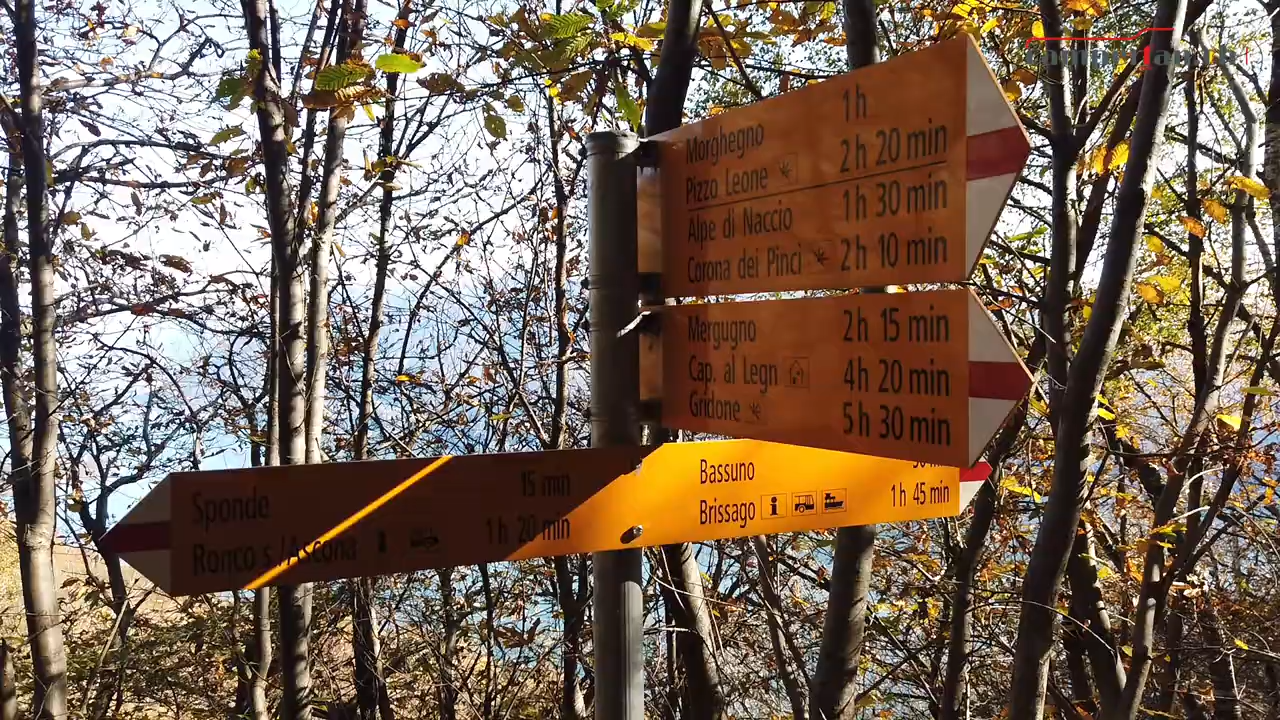 Morghegno 1h
Pizzo Leone 2h 20 min
Alpe di Naccio 1h 30 min
Corona dei Pinci 2h 10 min
Mergugno 2h 15 min
Cap. al Legn 4h 20 min
Gridone 5h 30 min
Sponde 15 min
Ronco s./Ascona 1h 20 min
Bassuno
Brissago 1h 45 min